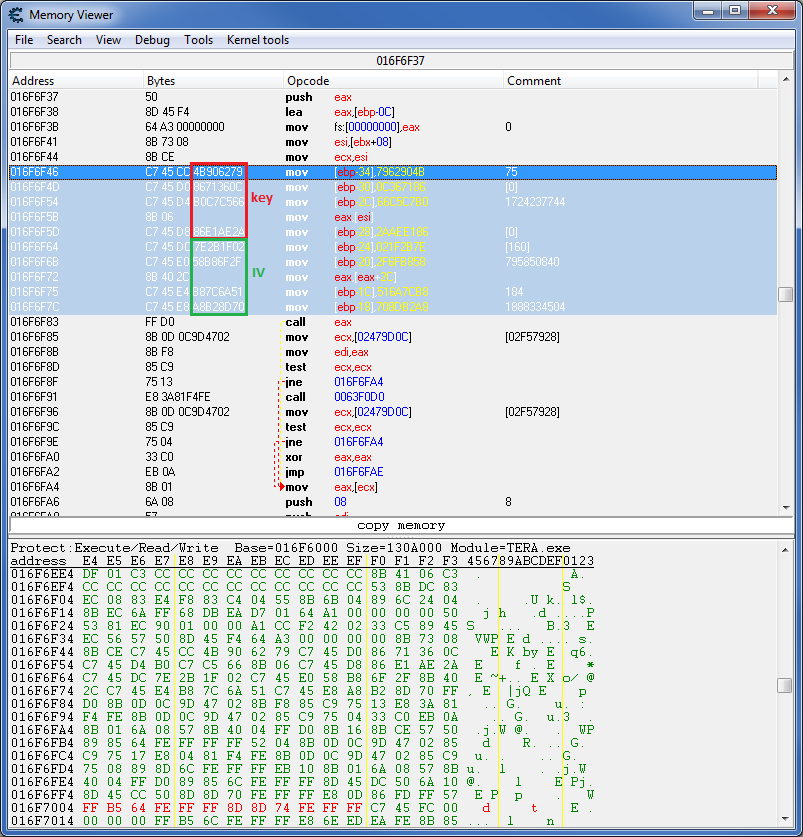 Memory Viewer
File Search View Debug Tools Kernel tools
016F6F37
Address Bytes Opcode Comment
016F6F37 50 push eax
016F6F38 8D 45 F4 lea eax,[ebp-0C]
016F6F3B 64 A3 00000000 mov fs:[00000000],eax 0
016F6F41 8B 73 08 mov esi,[ebx+08]
016F6F44 8B CE mov ecx,esi
016F6F46 C7 45 CC 4B906279 mov [ebp-34],7962904B 75
016F6F4D C7 45 D0 8671360C mov [ebp-30],0C367186 [0]
key
016F6F54 C7 45 D4 B0C7C566 mov [ebp-2C],66C5C7B0 1724237744
016F6F5B 8B 06 mov eax,[esi]
016F6F5D C7 45 D8 86E1AE2A mov [ebp-28],2AAEE186 [0]
016F6F64 C7 45 DC 7E2B1F02 mov [ebp-24],021F2B7E [160]
016F6F6B C7 45 E0 588B6F2F mov [ebp-20],2F6F8B58 795850840
IV
016F6F72 8B 40 2C mov eax,[eax+2C]
016F6F75 C7 45 E4 B87C6A51 mov [ebp-1C],516A7CB8 184
016F6F7C C7 45 E8 A8B28D70 mov [ebp-18],708DB2A8 1888334504
016F6F83 FF D0 call eax
016F6F85 8B 0D 0C9D4702 mov ecx,[02479D0C] [02F57928]
016F6F8B 8B F8 mov edi,eax
016F6F8D 85 C9 test ecx,ecx
016F6F8F 75 13 jne 016F6FA4
016F6F91 E8 3A81F4FE call 0063F0D0
016F6F96 8B 0D 0C9D4702 mov ecx,[02479D0C] [02F57928]
016F6F9C 85 C9 test ecx,ecx
016F6F9E 75 04 jne 016F6FA4
016F6FA0 33 C0 xor eax,eax
016F6FA2 EB 0A jmp 016F6FAE
016F6FA4 8B 01 mov eax,[ecx]
016F6FA6 6A 08 push 08 8
copy memory
Protect:Execute/Read/Write Base=016F6000 Size=130A000 Module=TERA.exe
address E4 E5 E6 E7 E8 E9 EA EB EC ED EE EF F0 F1 F2 F3 456789ABCDEF0123
016F6EE4 DF 01 C3 CC CC CC CC CC CC CC CC CC 8B 41 06 C3 . A.
016F6EF4 CC CC CC CC CC CC CC CC CC CC CC CC 53 8B DC 83 S
016F6F04 EC 08 83 E4 F8 83 C4 04 55 8B 6B 04 89 6C 24 04 . .U k. l$.
016F6F14 8B EC 6A FF 68 DB EA D7 01 64 A1 00 00 00 00 50 j h .d ....P
016F6F24 53 81 EC 90 01 00 00 A1 CC F2 42 02 33 C5 89 45 S ... B.3 E
016F6F34 EC 56 57 50 8D 45 F4 64 A3 00 00 00 00 8B 73 08 VWP E d .... s.
016F6F44 8B CE C7 45 CC 4B 90 62 79 C7 45 D0 86 71 36 0C E K by E q6.
016F6F54 C7 45 D4 B0 C7 C5 66 8B 06 C7 45 D8 86 E1 AE 2A E f . E *
016F6F64 C7 45 DC 7E 2B 1F 02 C7 45 E0 58 8B 6F 2F 8B 40 E ~+.. E X o/ @
016F6F74 2C C7 45 E4 B8 7C 6A 51 C7 45 E8 A8 B2 8D 70 FF , E |jQ E p
016F6F84 D0 8B 0D 0C 9D 47 02 8B F8 85 C9 75 13 E8 3A 81 .. G. u. :
016F6F94 F4 FE 8B 0D 0C 9D 47 02 85 C9 75 04 33 C0 EB 0A .. G. u.3 .
016F6FA4 8B 01 6A 08 57 8B 40 04 FF D0 8B 16 8B CE 57 50 .j.W @. . WP
016F6FB4 89 85 64 FE FF FF FF 52 04 8B 0D 0C 9D 47 02 85 d R. .. G.
016F6FC4 C9 75 17 E8 04 81 F4 FE 8B 0D 0C 9D 47 02 85 C9 u. . .. G.
016F6FD4 75 08 89 8D 6C FE FF FF EB 10 8B 01 6A 08 57 8B u. l . .j.W
016F6FE4 40 04 FF D0 89 85 6C FE FF FF 8D 45 DC 50 6A 10 @. l E Pj.
016F6FF4 8D 45 CC 50 8D 8D 70 FE FF FF E8 0D 86 FD FF 57 E P p . W
016F7004 FF B5 64 FE FF FF 8D 8D 74 FE FF FF C7 45 FC 00 d t E .